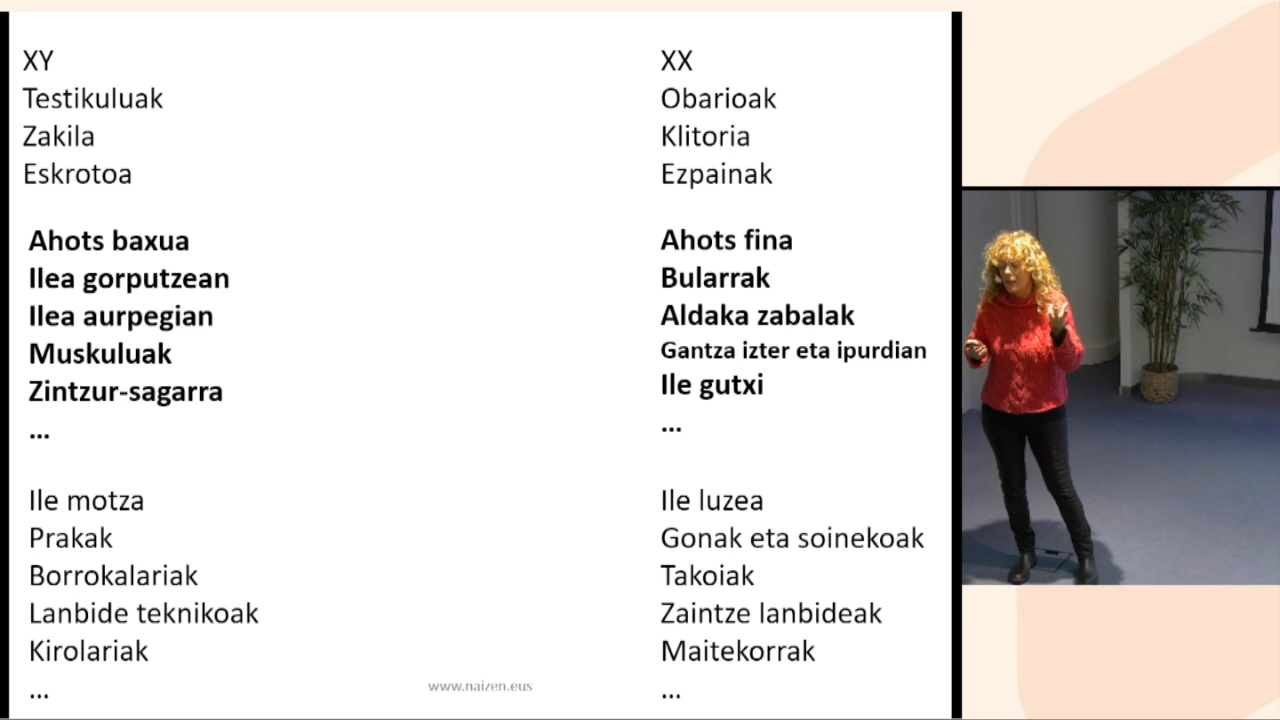 XY
Testikuluak
Zakila
Eskrotoa
Ahots baxua
Ilea gorputzean
Ilea aurpegian
Muskuluak
Zintzur-sagarra
...
Ile motza
Prakak
Borrokalariak
Lanbide teknikoak
Kirolariak
...
XX
Obarioak
Klitoria
Ezpainak
Ahots fina
Bularrak
Aldaka zabalak
Gantza izter eta ipurdian
Ile gutxi
...
Ile luzea
Gonak eta soinekoak
Takoiak
Zaintze lanbideak
Maitekorrak
...
www.naizen.eus